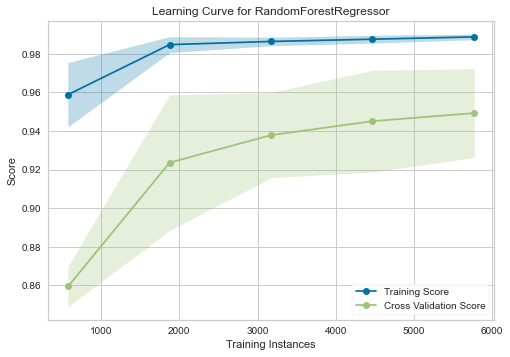 Learning Curve for RandomForestRegressor
0.98
0.96
0.94
0.92
0.90
0.88
0.86
Score
1000
2000
3000
4000
5000
6000
Training Instances
Training Score
Cross Validation Score